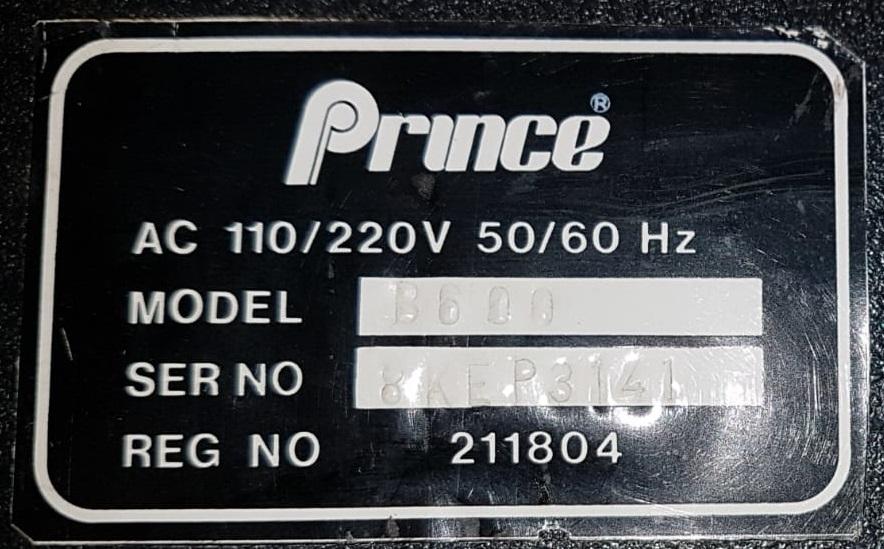 Prince®
AC 110/220V 50/60 Hz
MODEL B600
SER NO 8AEP3141
REG NO 211804